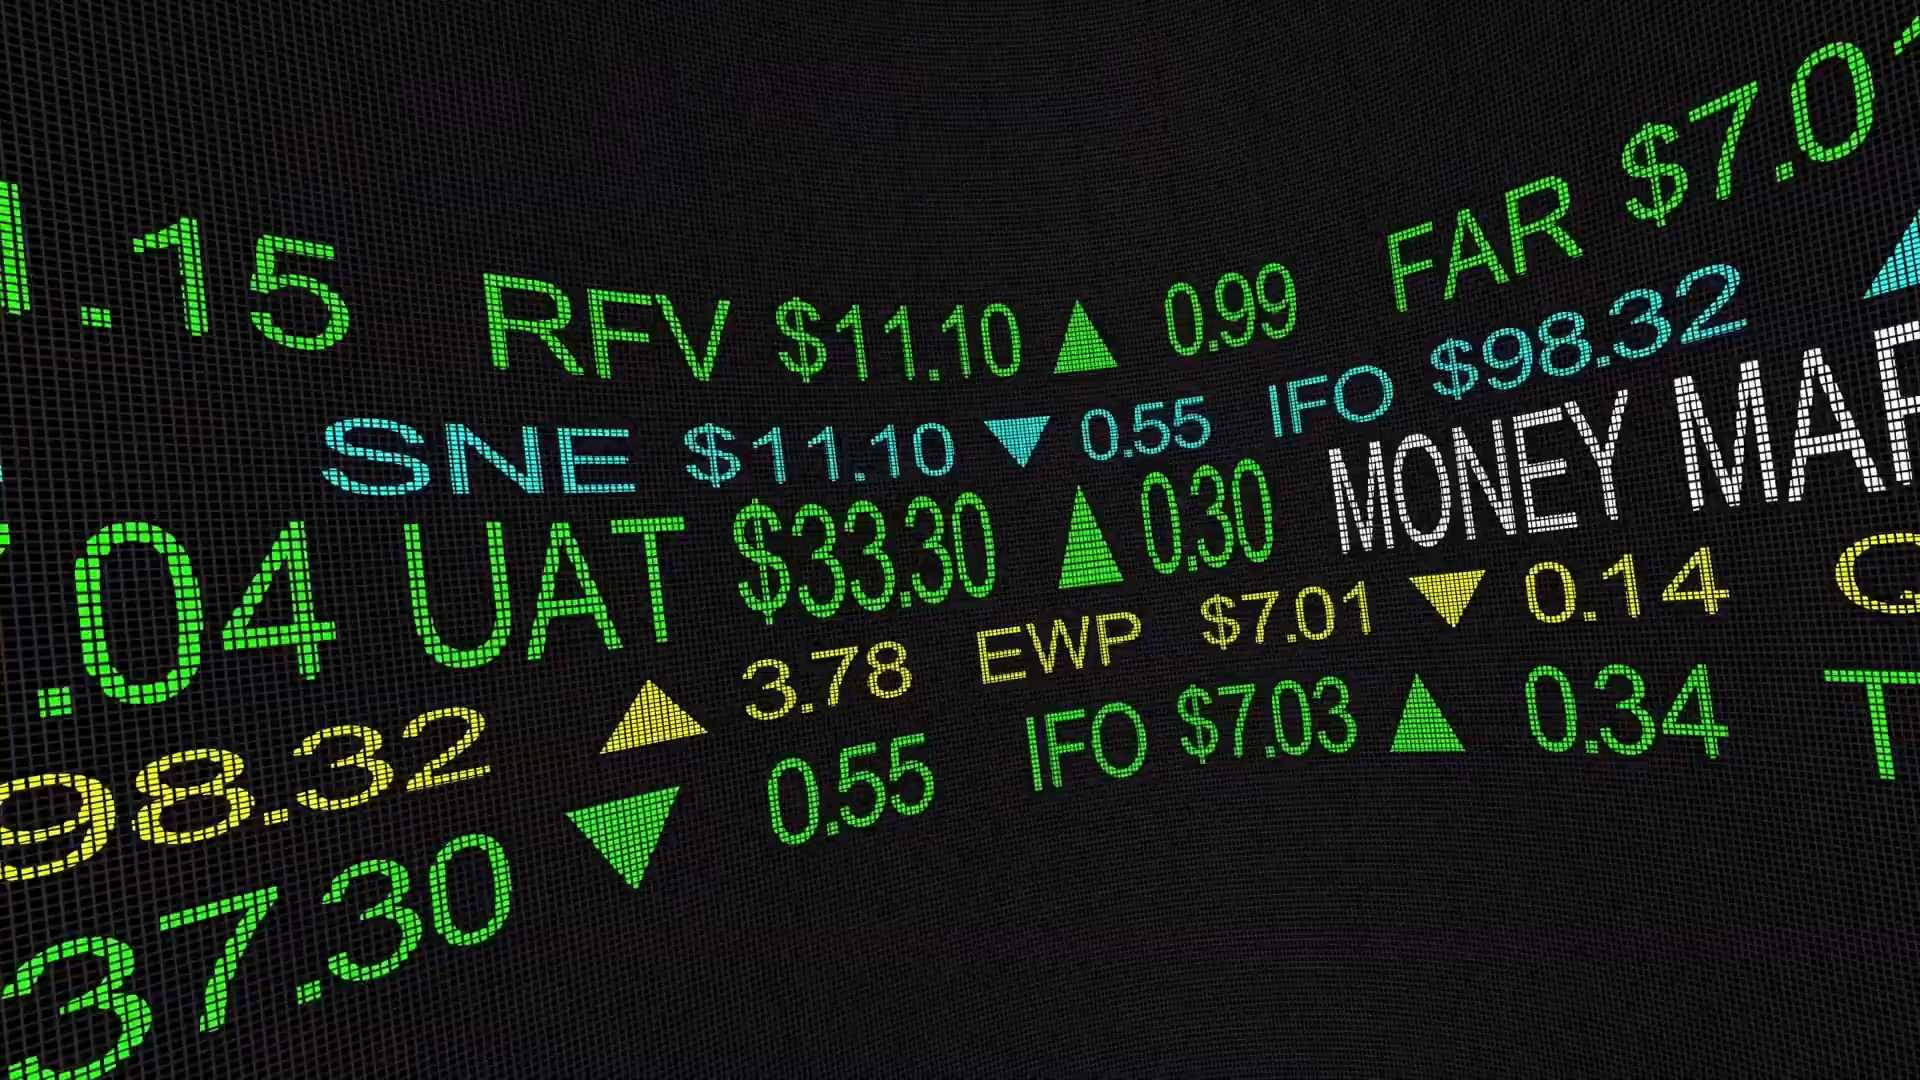 .15 RFV $11.10 ▲ 0.99 FAR $7.0
SNE $11.10 ▼ 0.55 IFO $98.32 ▲
.04 UAT $33.30 ▲ 0.30 MONEY MAR
98.32 ▲ 3.78 EWP $7.01 ▼ 0.14
37.30 ▼ 0.55 IFO $7.03 ▲ 0.34 T